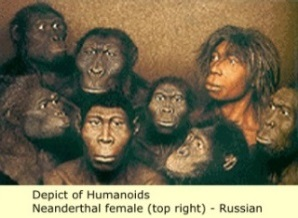 Depict of Humanoids
Neanderthal female (top right) - Russian